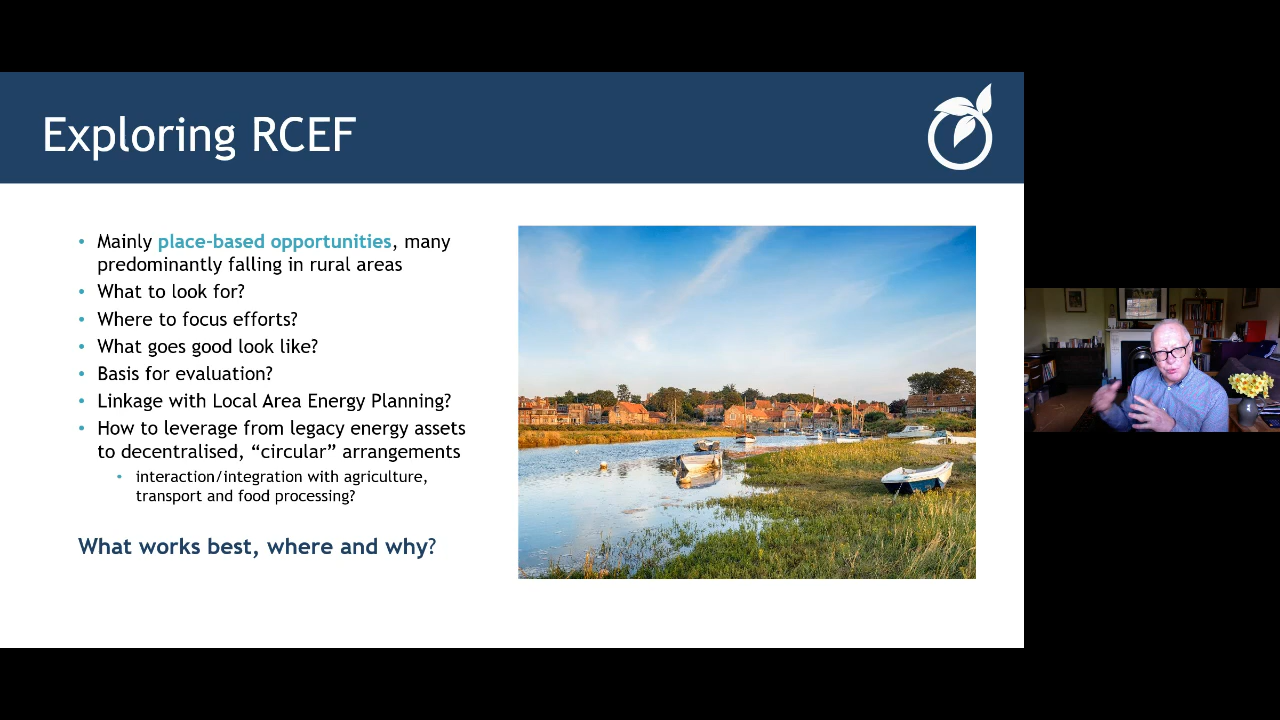 Exploring RCEF
• Mainly place-based opportunities, many
predominantly falling in rural areas
• What to look for?
• Where to focus efforts?
• What goes good look like?
• Basis for evaluation?
• Linkage with Local Area Energy Planning?
• How to leverage from legacy energy assets
to decentralised, “circular” arrangements
• interaction/integration with agriculture,
transport and food processing?
What works best, where and why?